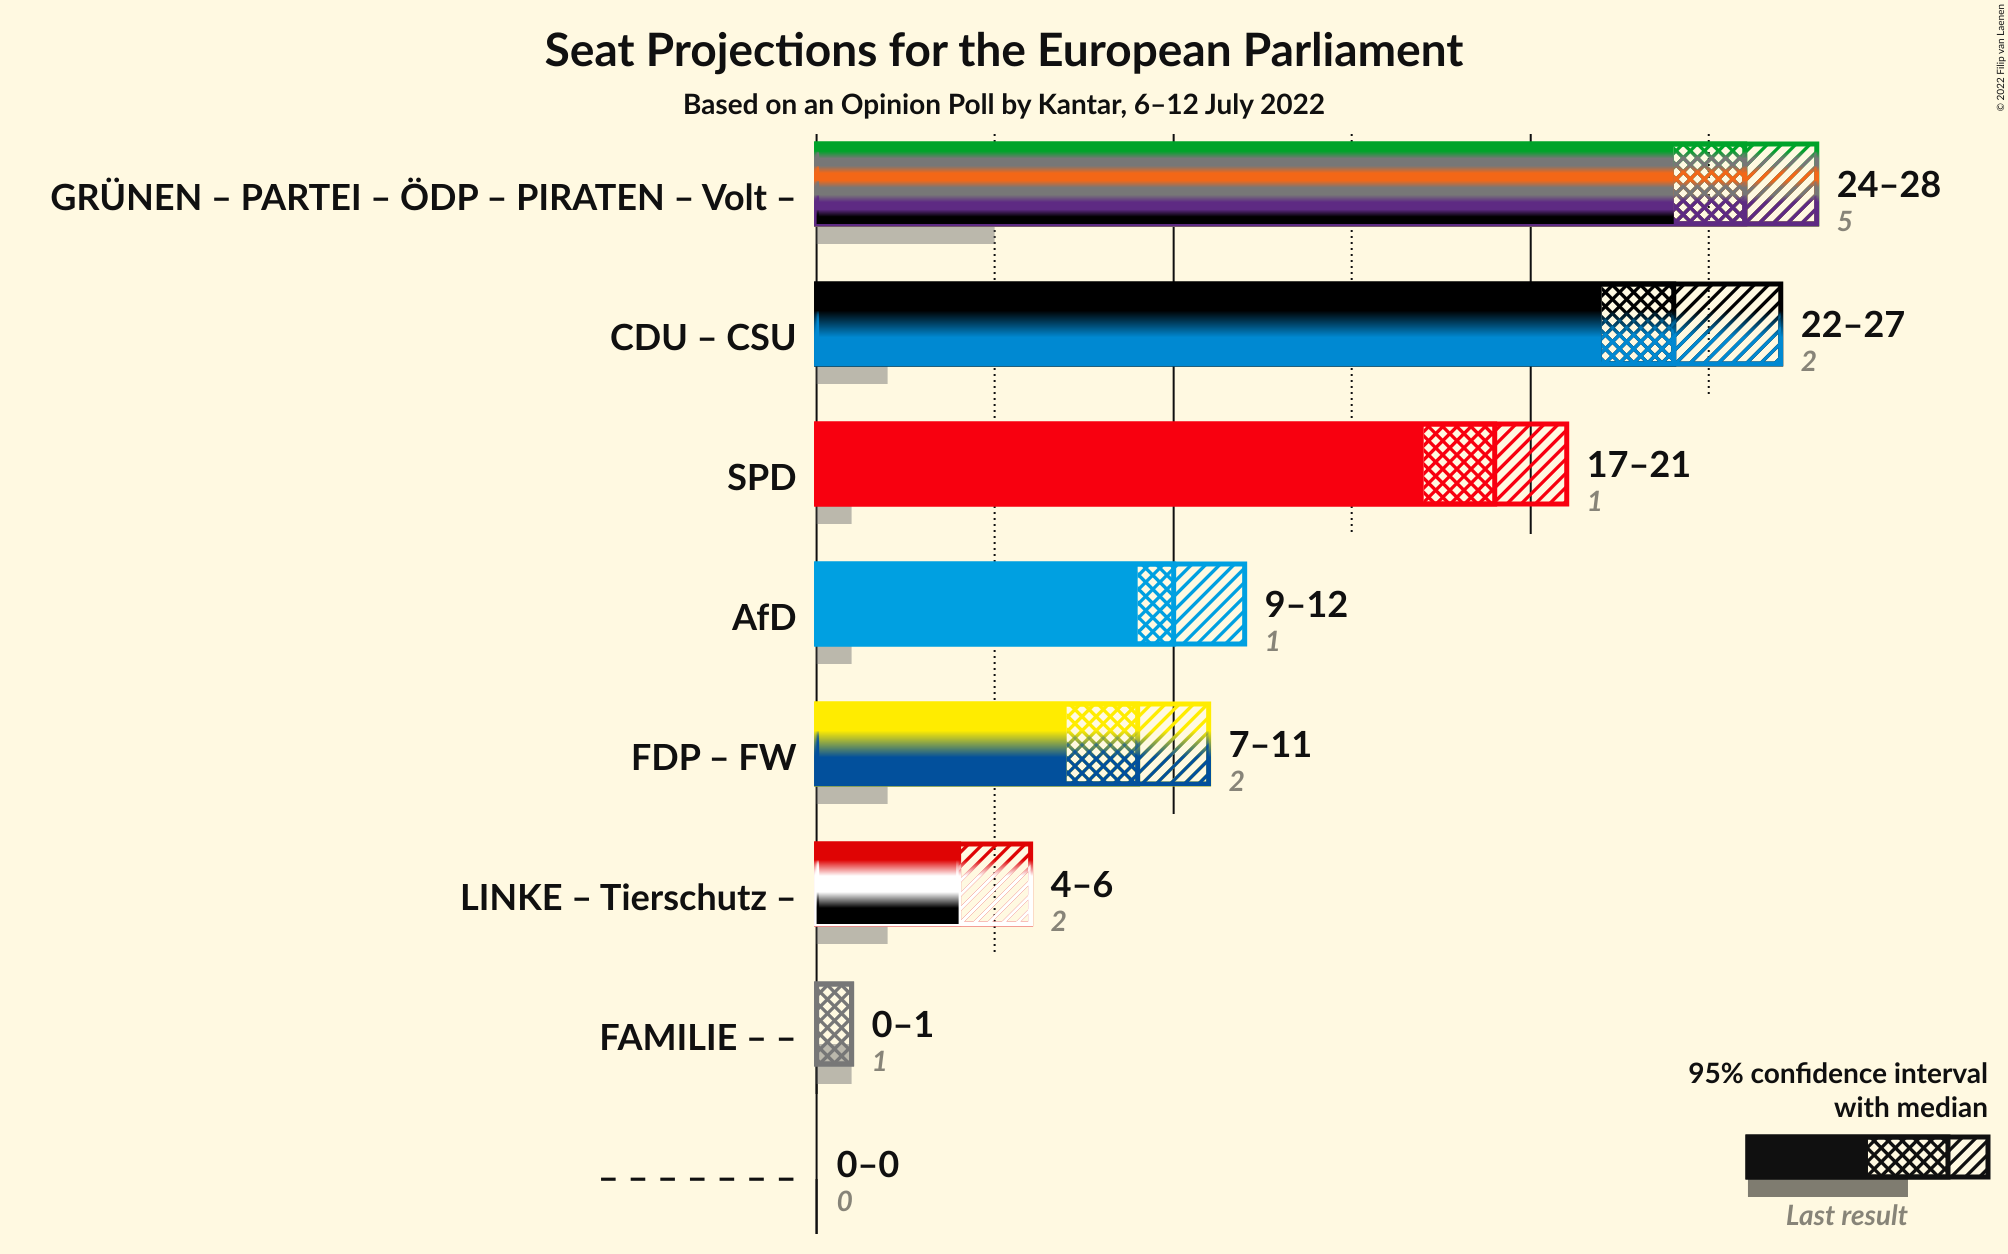 Seat Projections for the European Parliament
Based on an Opinion Poll by Kantar, 6–12 July 2022
© 2022 Filip van Laenen
GRÜNEN – PARTEI – ÖDP – PIRATEN – Volt –
24–28
5
CDU – CSU
22–27
2
SPD
17–21
1
AfD
9–12
1
FDP – FW
7–11
2
LINKE – Tierschutz –
4–6
2
FAMILIE – –
0–1
1
– – – – – – –
0–0
0
95% confidence interval
with median
Last result